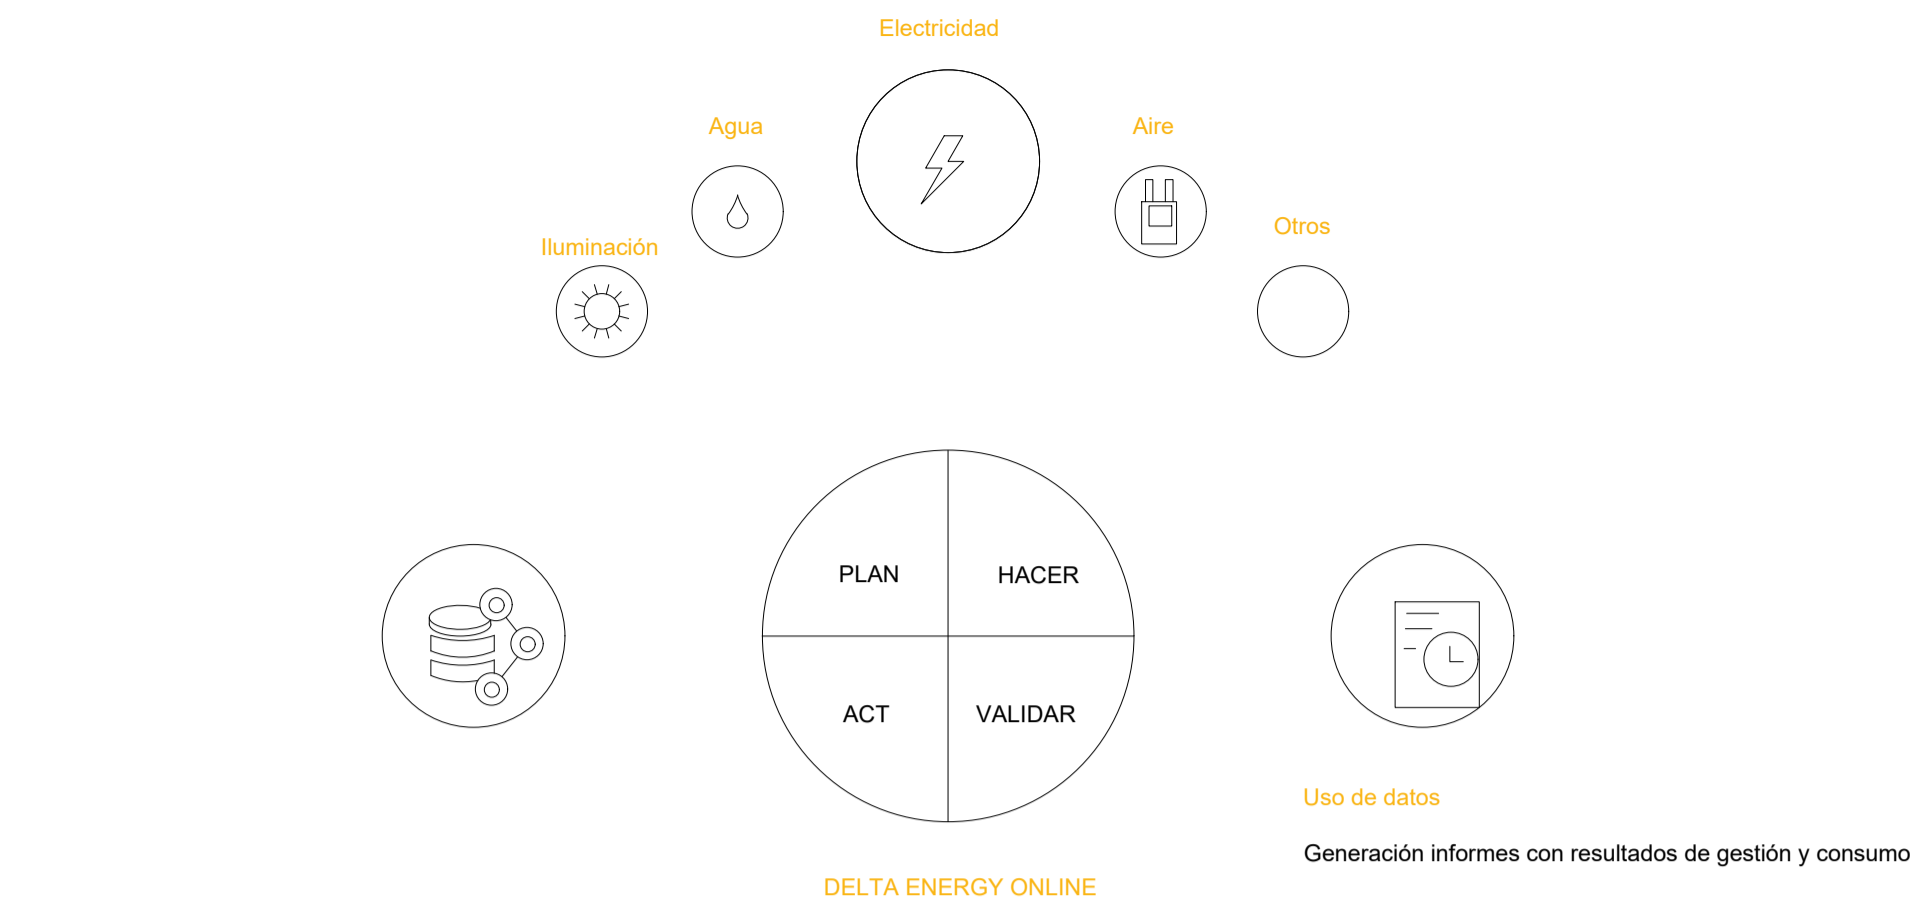 Electricidad
Agua
Aire
Otros
Iluminación
PLAN
HACER
ACT
VALIDAR
Uso de datos
Generación informes con resultados de gestión y consumo
DELTA ENERGY ONLINE